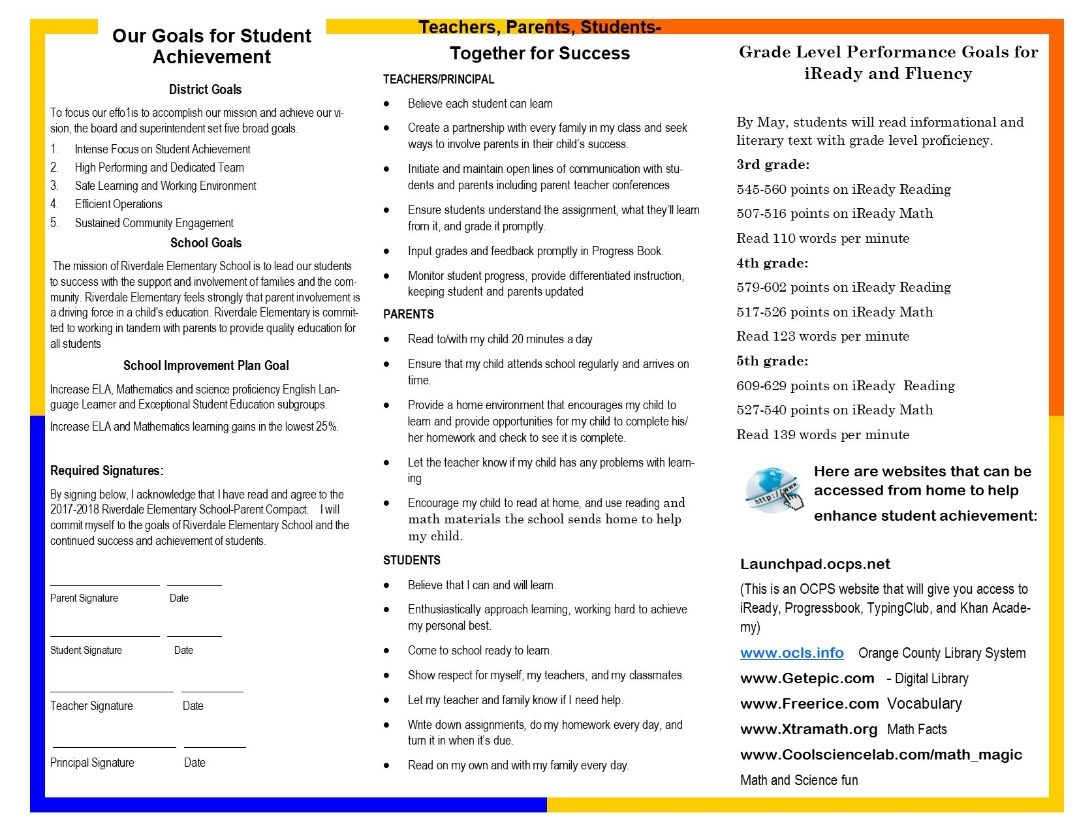 Our Goals for Student
Achievement
District Goals
To focus our effo1is to accomplish our mission and achieve our vi-
sion, the board and superintendent set five broad goals.
1. Intense Focus on Student Achievement
2. High Performing and Dedicated Team
3. Safe Learning and Working Environment
4. Efficient Operations
5. Sustained Community Engagement
School Goals
The mission of Riverdale Elementary School is to lead our students
to success with the support and involvement of families and the com-
munity. Riverdale Elementary feels strongly that parent involvement is
a driving force in a child's education. Riverdale Elementary is commit-
ted to working in tandem with parents to provide quality education for
all students
School Improvement Plan Goal
Increase ELA, Mathematics and science proficiency English Lan-
guage Learner and Exceptional Student Education subgroups.
Increase ELA and Mathematics learning gains in the lowest 25%.
Required Signatures:
By signing below, I acknowledge that I have read and agree to the
2017-2018 Riverdale Elementary School-Parent Compact. I will
commit myself to the goals of Riverdale Elementary School and the
continued success and achievement of students.
Parent Signature Date
Student Signature Date
Teacher Signature Date
Principal Signature Date
Teachers, Parents, Students-
Together for Success
TEACHERS/PRINCIPAL
• Believe each student can learn
• Create a partnership with every family in my class and seek
ways to involve parents in their child's success.
• Initiate and maintain open lines of communication with stu-
dents and parents including parent teacher conferences
• Ensure students understand the assignment, what they'll learn
from it, and grade it promptly.
• Input grades and feedback promptly in Progress Book.
• Monitor student progress, provide differentiated instruction,
keeping student and parents updated
PARENTS
• Read to/with my child 20 minutes a day
• Ensure that my child attends school regularly and arrives on
time.
• Provide a home environment that encourages my child to
learn and provide opportunities for my child to complete his/
her homework and check to see it is complete.
• Let the teacher know if my child has any problems with learn-
ing
• Encourage my child to read at home, and use reading and
math materials the school sends home to help
my child.
STUDENTS
• Believe that I can and will learn.
• Enthusiastically approach learning, working hard to achieve
my personal best.
• Come to school ready to learn.
• Show respect for myself, my teachers, and my classmates.
• Let my teacher and family know if I need help.
• Write down assignments, do my homework every day, and
turn it in when it's due.
• Read on my own and with my family every day.
Grade Level Performance Goals for
iReady and Fluency
By May, students will read informational and
literary text with grade level proficiency.
3rd grade:
545-560 points on iReady Reading
507-516 points on iReady Math
Read 110 words per minute
4th grade:
579-602 points on iReady Reading
517-526 points on iReady Math
Read 123 words per minute
5th grade:
609-629 points on iReady Reading
527-540 points on iReady Math
Read 139 words per minute
http://www
Here are websites that can be
accessed from home to help
enhance student achievement:
Launchpad.ocps.net
(This is an OCPS website that will give you access to
iReady, Progressbook, TypingClub, and Khan Acade-
my)
www.ocls.info Orange County Library System
www.Getepic.com - Digital Library
www.Freerice.com Vocabulary
www.Xtramath.org Math Facts
www.Coolsciencelab.com/math_magic
Math and Science fun